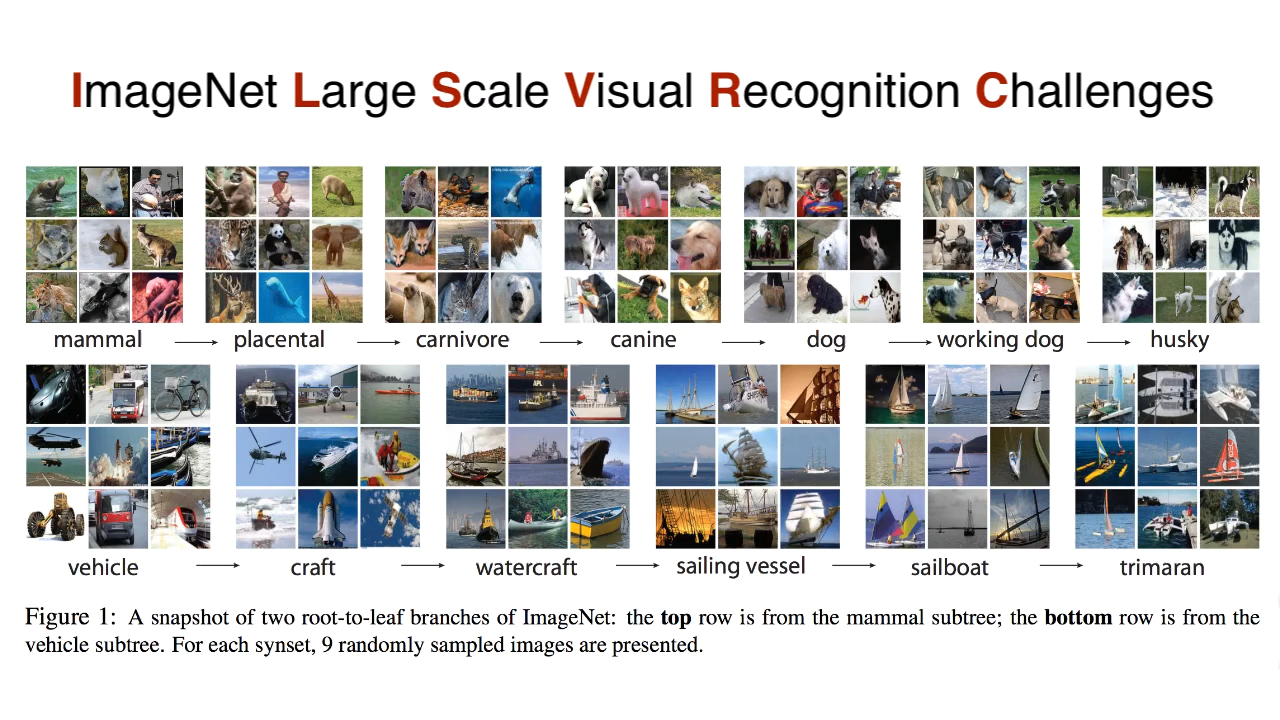 ImageNet Large Scale Visual Recognition Challenges
mammal placental carnivore canine dog working dog husky
vehicle craft watercraft sailing vessel sailboat trimaran
Figure 1: A snapshot of two root-to-leaf branches of ImageNet: the top row is from the mammal subtree; the bottom row is from the
vehicle subtree. For each synset, 9 randomly sampled images are presented.